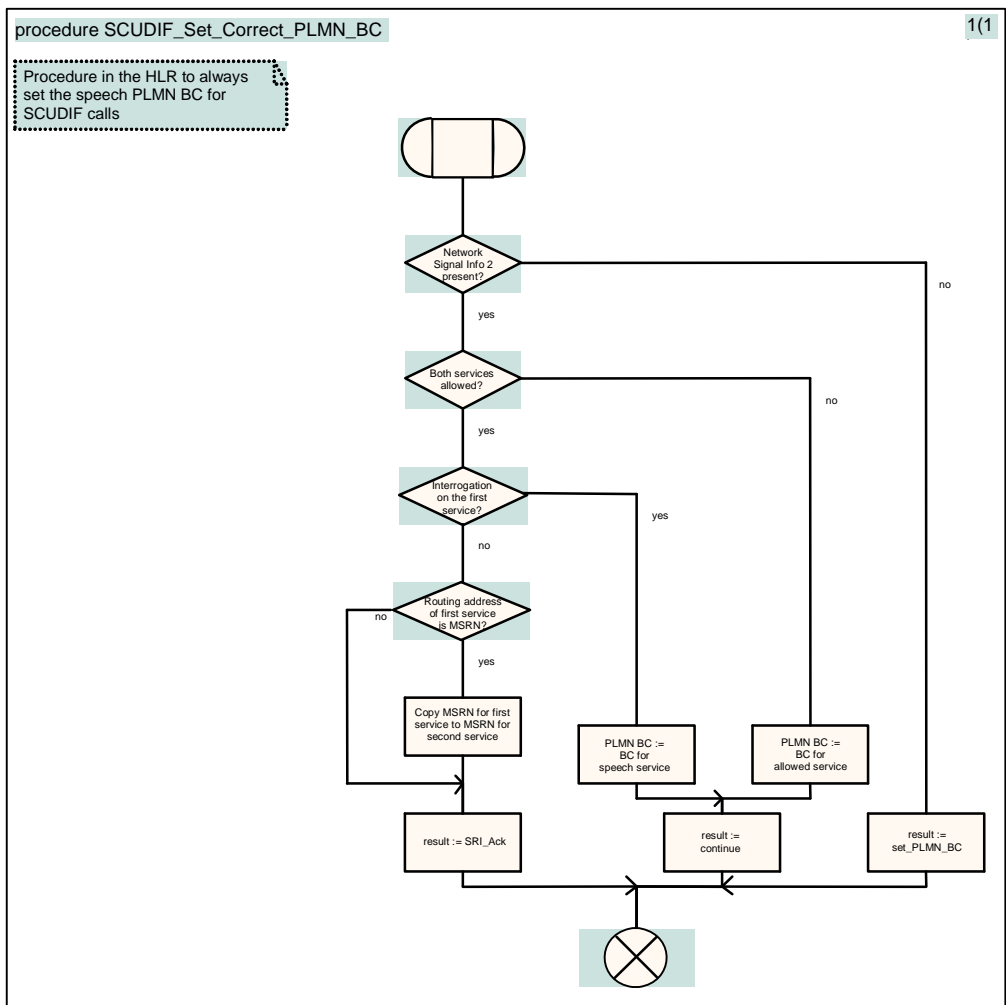 procedure SCUDIF_Set_Correct_PLMN_BC
1(1
Procedure in the HLR to always
set the speech PLMN BC for
SCUDIF calls
Network
Signal Info 2
present?
no
yes
Both services
allowed?
no
yes
Interrogation
on the first
service?
yes
no
Routing address
of first service
is MSRN?
no
yes
Copy MSRN for first
service to MSRN for
second service
PLMN BC :=
BC for
speech service
PLMN BC :=
BC for
allowed service
result := SRI_Ack
result :=
continue
result :=
set_PLMN_BC